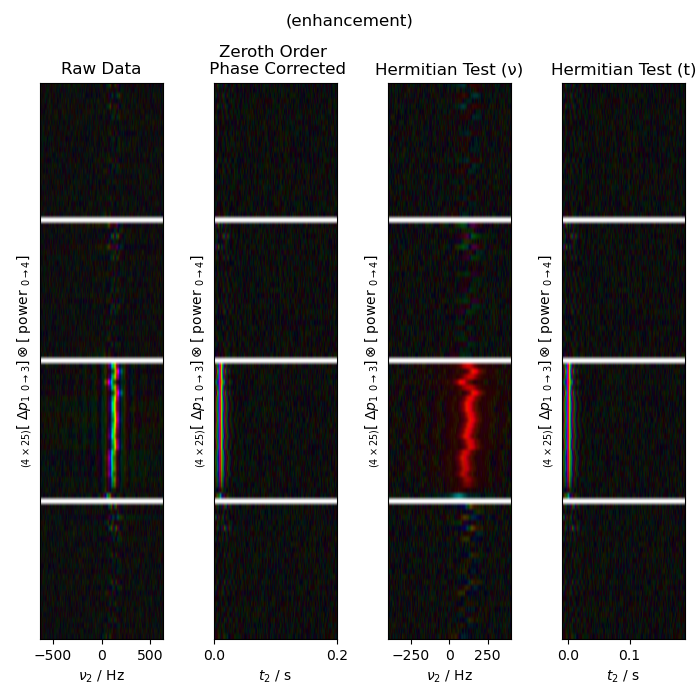 (enhancement)
Raw Data
Zeroth Order
Phase Corrected
Hermitian Test (ν)
Hermitian Test (t)
(4 × 25)[ Δp1 0→3] ⊗ [ power 0→4]
(4 × 25)[ Δp1 0→3] ⊗ [ power 0→4]
(4 × 25)[ Δp1 0→3] ⊗ [ power 0→4]
(4 × 25)[ Δp1 0→3] ⊗ [ power 0→4]
−500 0 500
0.0 0.2
−250 0 250
0.0 0.1
ν2 / Hz
t2 / s
ν2 / Hz
t2 / s